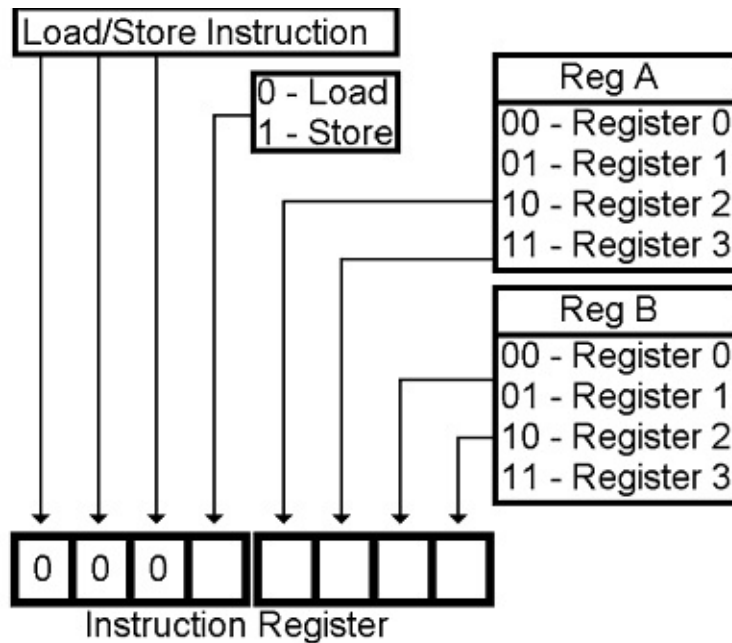 Load/Store Instruction
0 - Load
1 - Store
Reg A
00 - Register 0
01 - Register 1
10 - Register 2
11 - Register 3
Reg B
00 - Register 0
01 - Register 1
10 - Register 2
11 - Register 3
0 0 0
Instruction Register